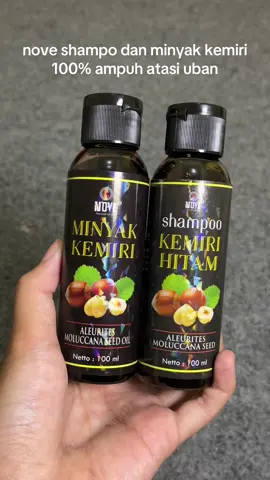 nove shampo dan minyak kemiri
100% ampuh atasi uban
NOVE
MINYAK
KEMIRI
ALEURITES
MOLUCCANA SEED OIL
Netto : 100 ml
shampoo
KEMIRI
HITAM
ALEURITES
MOLUCCANA SEED
Netto : 100 ml